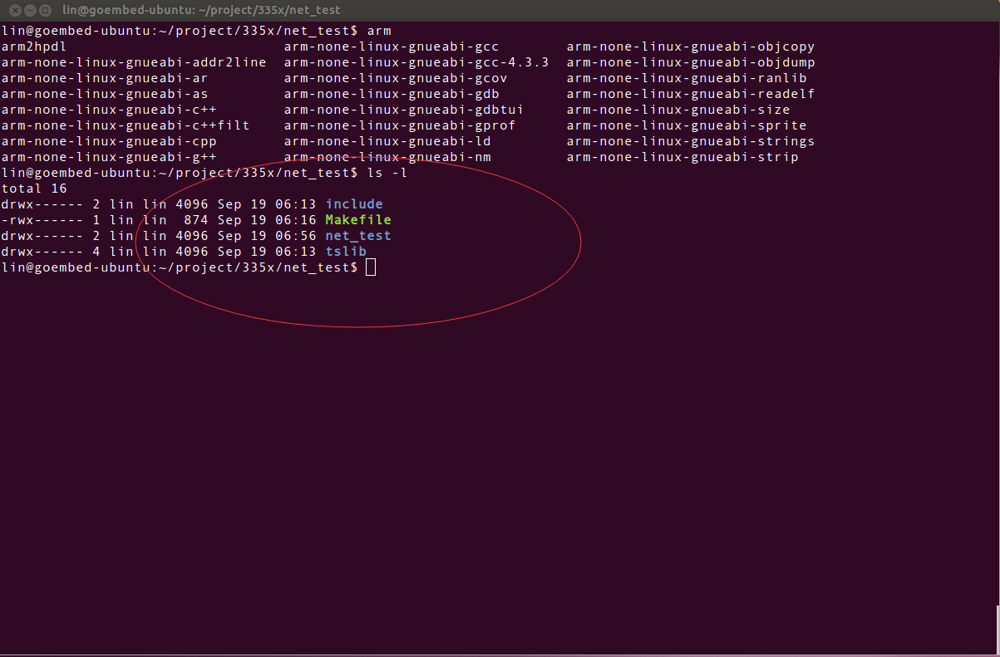 lin@goembed-ubuntu: ~/project/335x/net_test
lin@goembed-ubuntu:~/project/335x/net_test$ arm
arm2hpdl arm-none-linux-gnueabi-gcc arm-none-linux-gnueabi-objcopy
arm-none-linux-gnueabi-addr2line arm-none-linux-gnueabi-gcc-4.3.3 arm-none-linux-gnueabi-objdump
arm-none-linux-gnueabi-ar arm-none-linux-gnueabi-gcov arm-none-linux-gnueabi-ranlib
arm-none-linux-gnueabi-as arm-none-linux-gnueabi-gdb arm-none-linux-gnueabi-readelf
arm-none-linux-gnueabi-c++ arm-none-linux-gnueabi-gdbtui arm-none-linux-gnueabi-size
arm-none-linux-gnueabi-c++filt arm-none-linux-gnueabi-gprof arm-none-linux-gnueabi-sprite
arm-none-linux-gnueabi-cpp arm-none-linux-gnueabi-ld arm-none-linux-gnueabi-strings
arm-none-linux-gnueabi-g++ arm-none-linux-gnueabi-nm arm-none-linux-gnueabi-strip
lin@goembed-ubuntu:~/project/335x/net_test$ ls -l
total 16
drwx------ 2 lin lin 4096 Sep 19 06:13 include
-rwx------ 1 lin lin  874 Sep 19 06:16 Makefile
drwx------ 2 lin lin 4096 Sep 19 06:56 net_test
drwx------ 4 lin lin 4096 Sep 19 06:13 tslib
lin@goembed-ubuntu:~/project/335x/net_test$